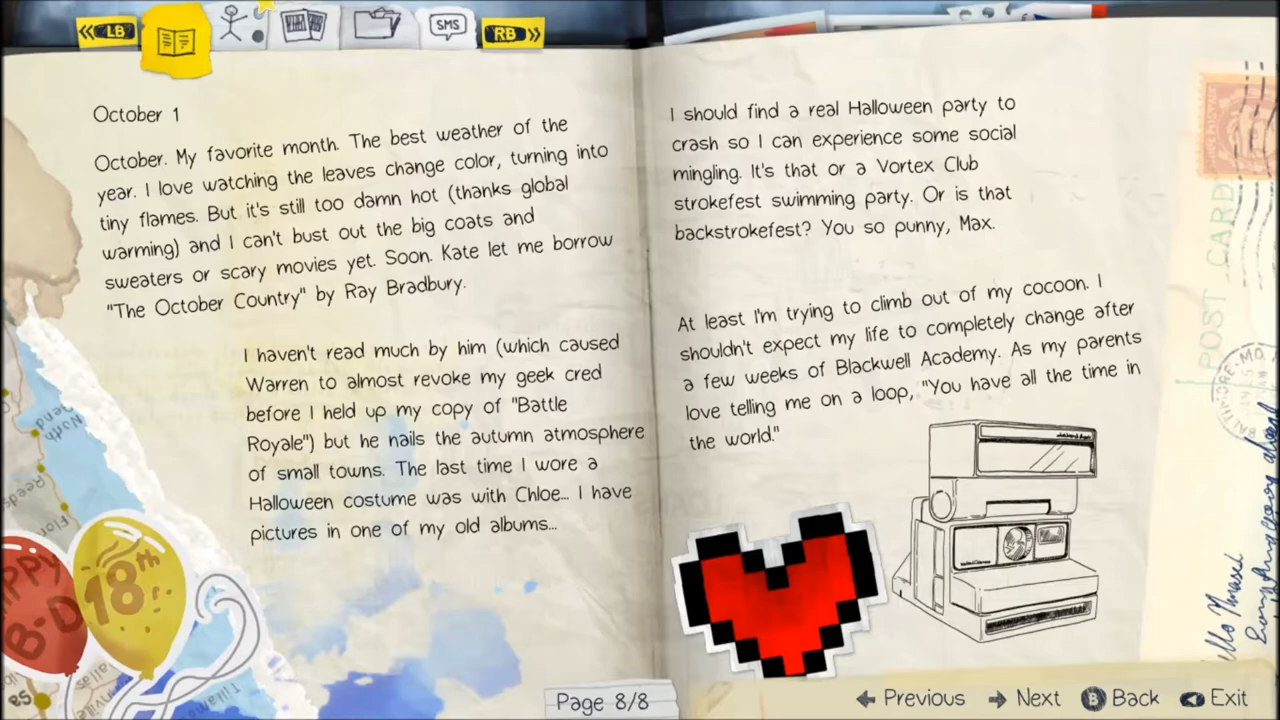 LB
SMS
RB
October 1
October. My favorite month. The best weather of the
year. I love watching the leaves change color, turning into
tiny flames. But it's still too damn hot (thanks global
warming) and I can't bust out the big coats and
sweaters or scary movies yet. Soon. Kate let me borrow
"The October Country" by Ray Bradbury.
I haven't read much by him (which caused
Warren to almost revoke my geek cred
before I held up my copy of "Battle
Royale") but he nails the autumn atmosphere
of small towns. The last time I wore a
Halloween costume was with Chloe... I have
pictures in one of my old albums...
I should find a real Halloween party to
crash so I can experience some social
mingling. It's that or a Vortex Club
strokefest swimming party. Or is that
backstrokefest? You so punny, Max.
At least I'm trying to climb out of my cocoon. I
shouldn't expect my life to completely change after
a few weeks of Blackwell Academy. As my parents
love telling me on a loop, "You have all the time in
the world."
North
Bend
18th
B-D
POST CARD
Page 8/8
Previous
Next
B Back
Exit